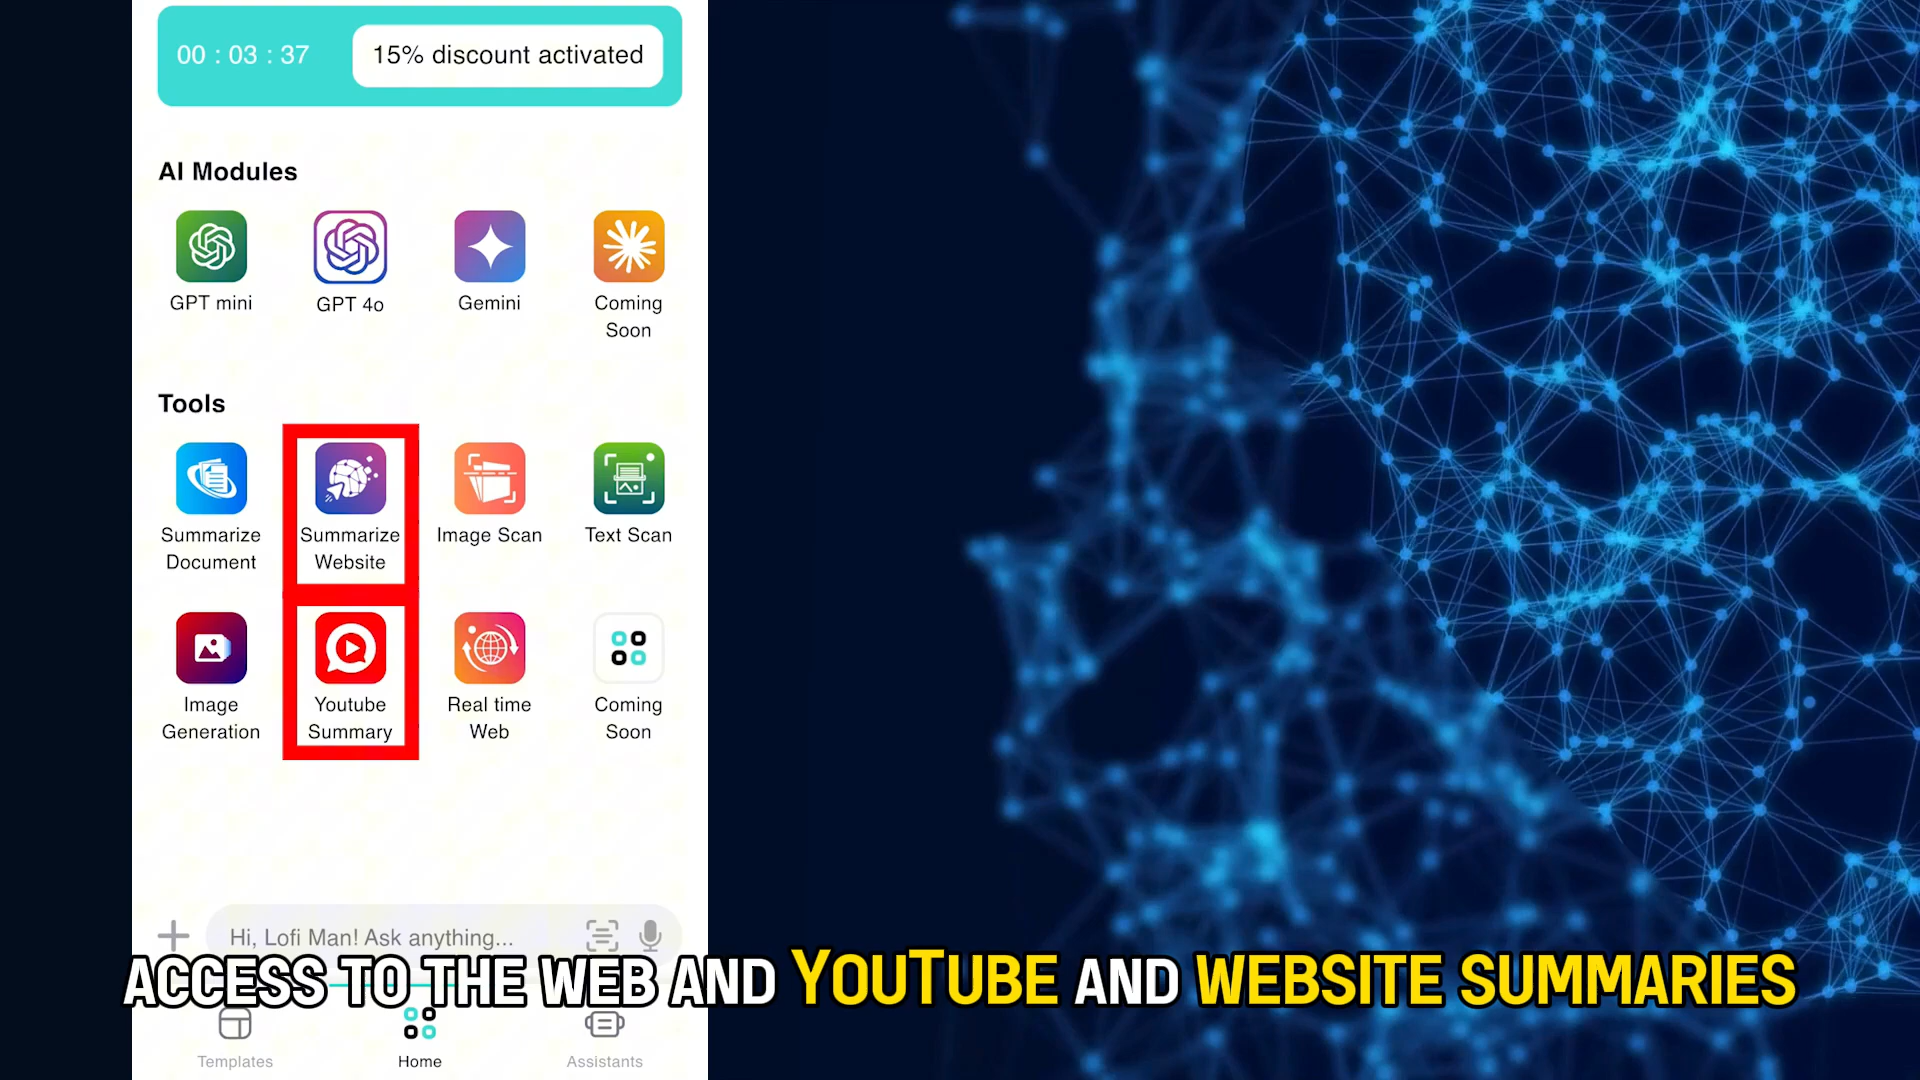 00 : 03 : 37
15% discount activated
AI Modules
GPT mini
GPT 4o
Gemini
Coming
Soon
Tools
Summarize
Document
Summarize
Website
Image Scan
Text Scan
Image
Generation
Youtube
Summary
Real time
Web
Coming
Soon
Hi, Lofi Man! Ask anything...
ACCESS TO THE WEB AND YOUTUBE AND WEBSITE SUMMARIES
Templates
Home
Assistants